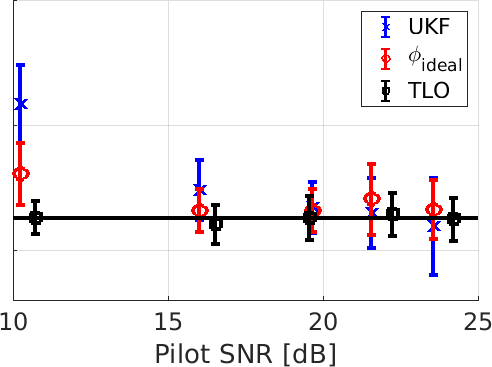 UKF
ϕideal
TLO
10 15 20 25
Pilot SNR [dB]